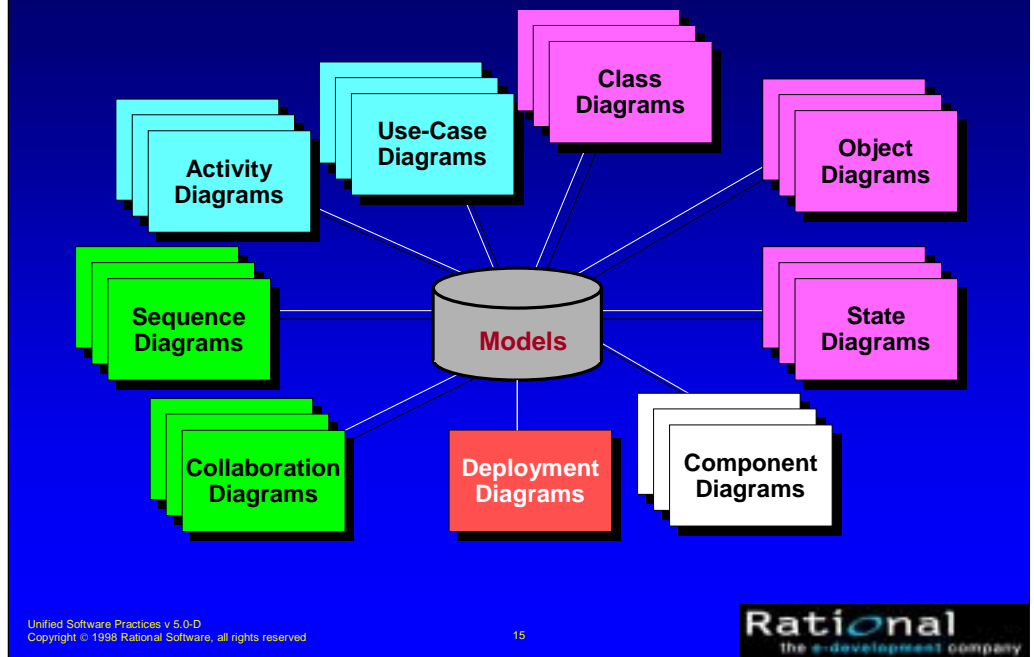 Class
Diagrams
Use-Case
Diagrams
Object
Diagrams
Activity
Diagrams
Sequence
Diagrams
Models
State
Diagrams
Collaboration
Diagrams
Deployment
Diagrams
Component
Diagrams
Unified Software Practices v 5.0-D
Copyright © 1998 Rational Software, all rights reserved
15
Rational
the e-development company